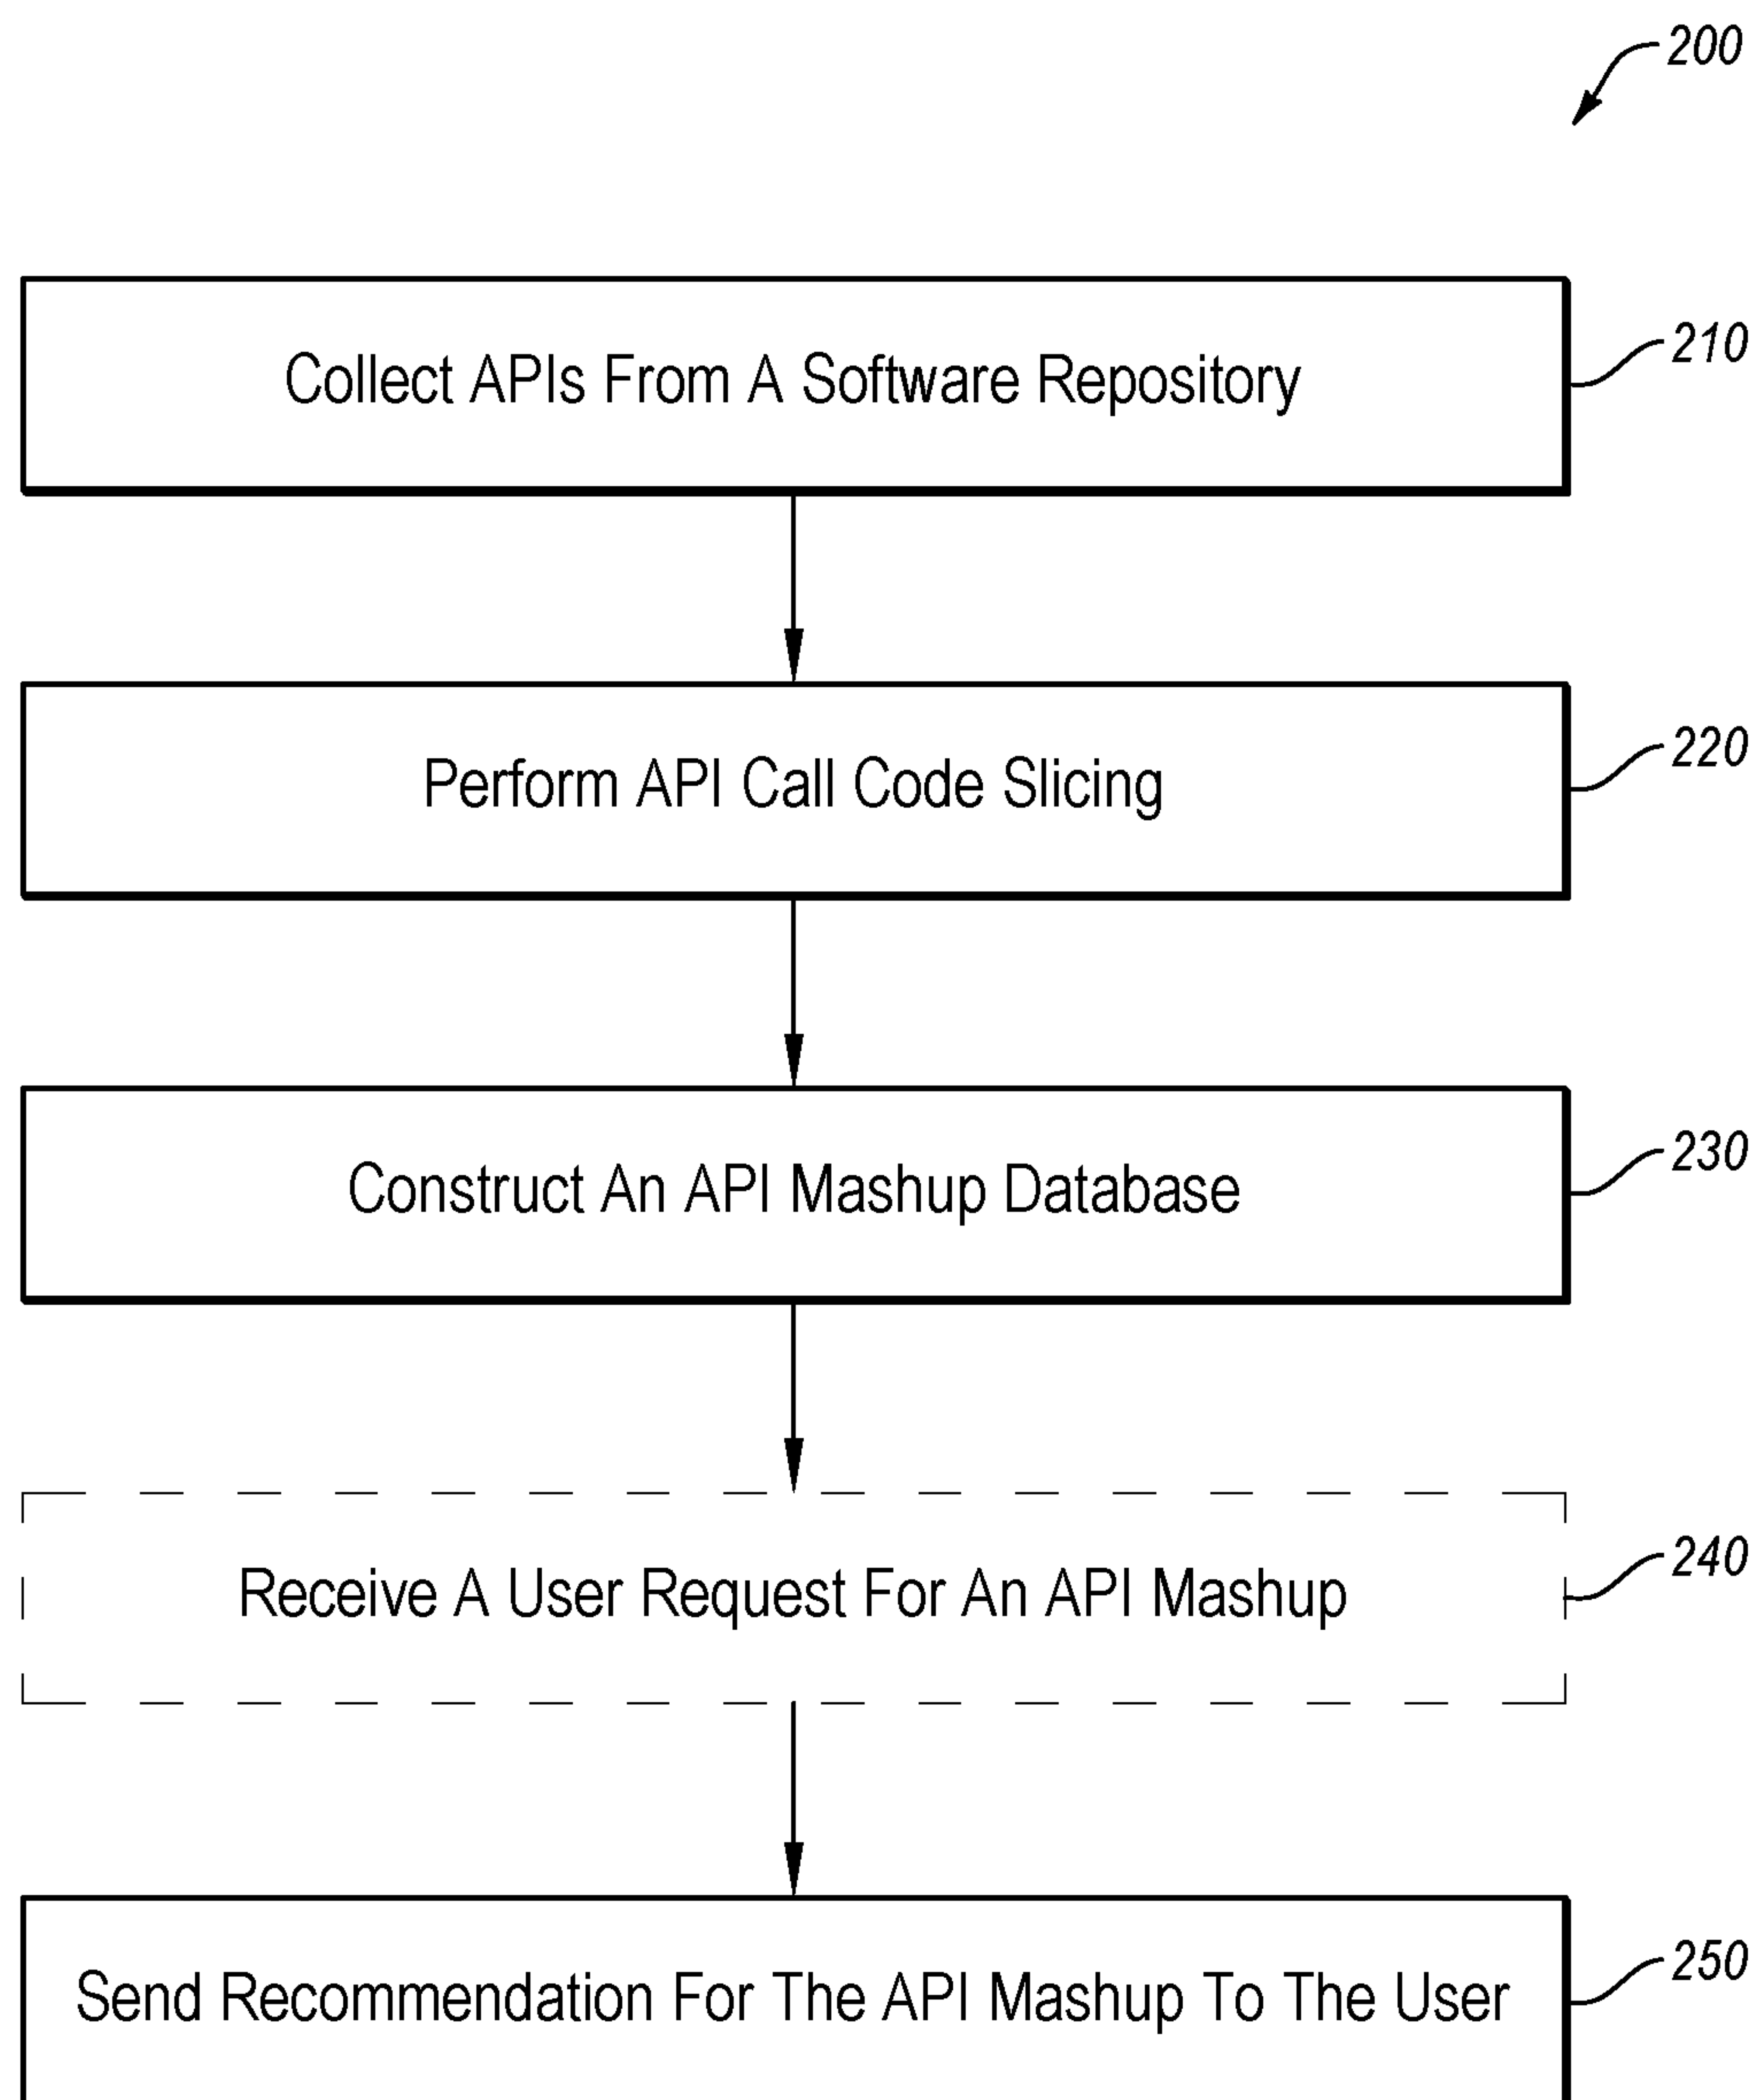 200
Collect APIs From A Software Repository
210
Perform API Call Code Slicing
220
Construct An API Mashup Database
230
Receive A User Request For An API Mashup
240
Send Recommendation For The API Mashup To The User
250